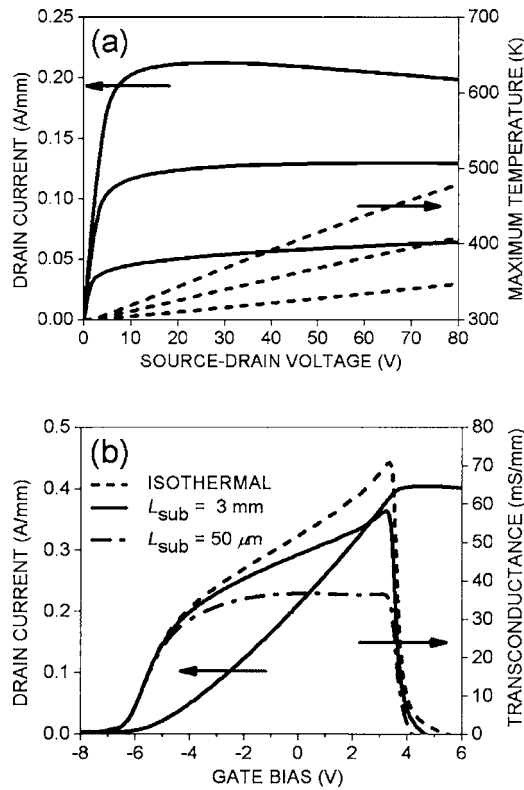 (a)
DRAIN CURRENT (A/mm)
0.25
0.20
0.15
0.10
0.05
0.00
700
600
500
400
300
MAXIMUM TEMPERATURE (K)
0 10 20 30 40 50 60 70 80
SOURCE-DRAIN VOLTAGE (V)
(b)
DRAIN CURRENT (A/mm)
0.5
0.4
0.3
0.2
0.1
0.0
ISOTHERMAL
Lsub = 3 mm
Lsub = 50 μm
80
70
60
50
40
30
20
10
0
TRANSCONDUCTANCE (mS/mm)
-8 -6 -4 -2 0 2 4 6
GATE BIAS (V)